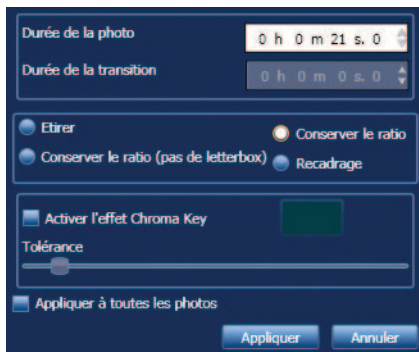 Durée de la photo 0 h 0 m 21 s. 0
Durée de la transition 0 h 0 m 0 s. 0
Etirer
Conserver le ratio
Conserver le ratio (pas de letterbox)
Recadrage
Activer l'effet Chroma Key
Tolérance
Appliquer à toutes les photos
Appliquer Annuler